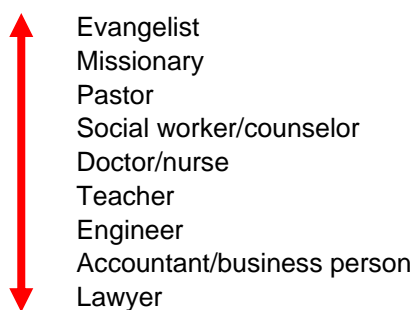 Evangelist
Missionary
Pastor
Social worker/counselor
Doctor/nurse
Teacher
Engineer
Accountant/business person
Lawyer